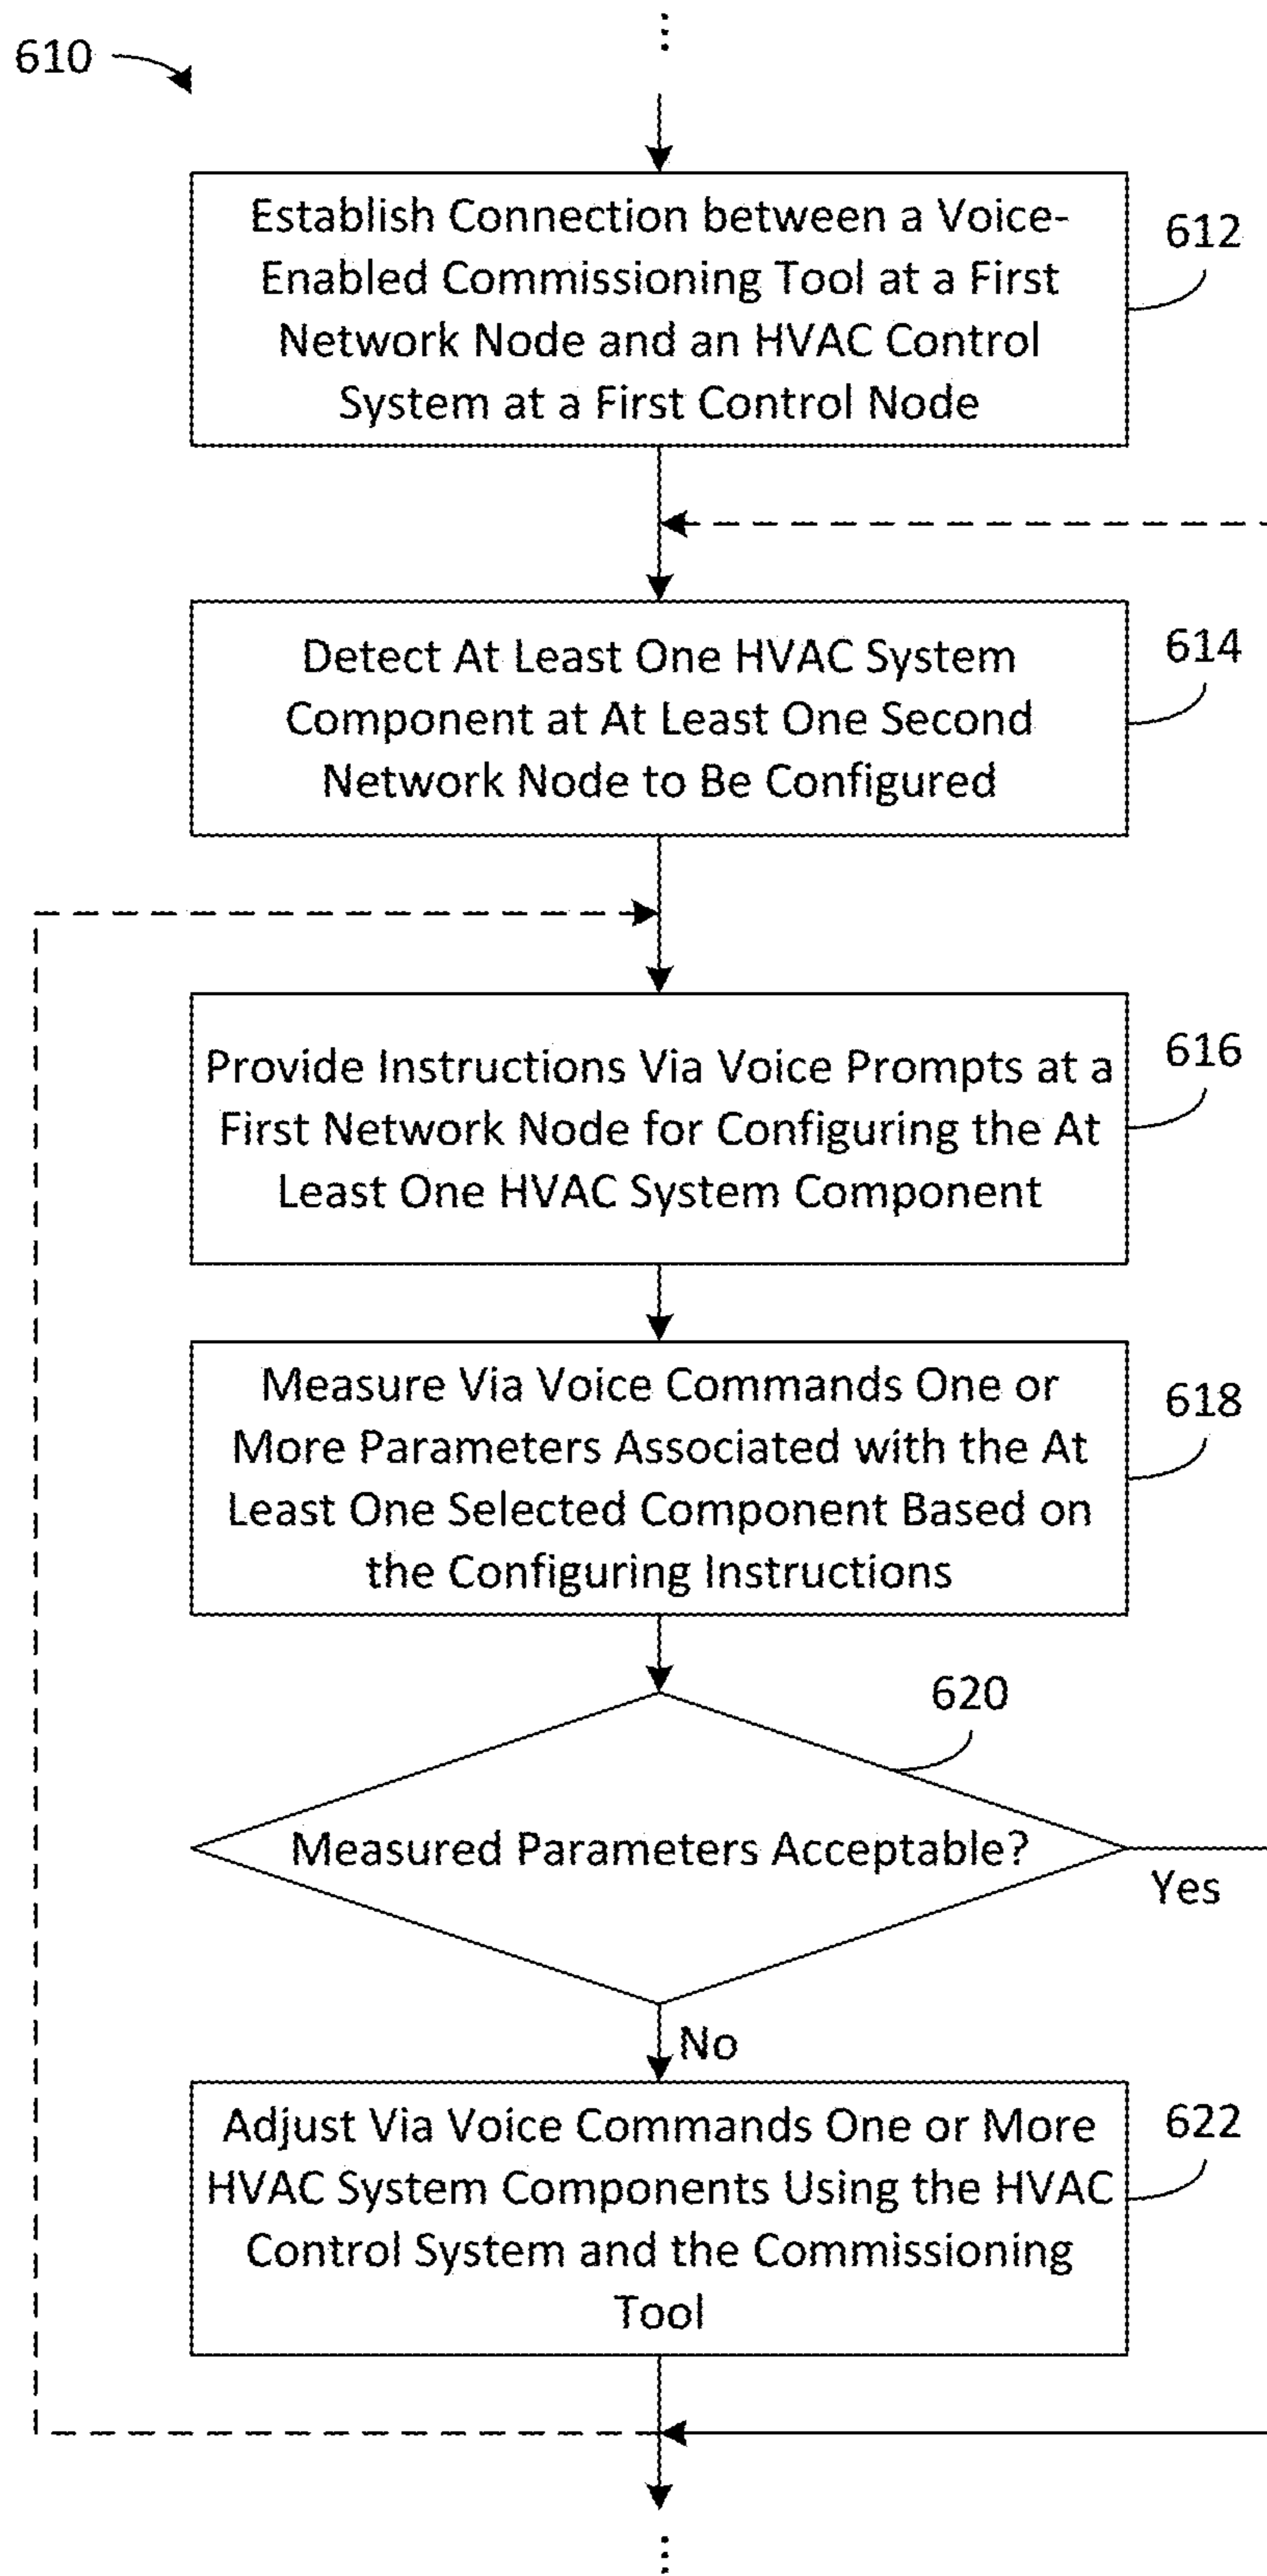 610
Establish Connection between a Voice-
Enabled Commissioning Tool at a First
Network Node and an HVAC Control
System at a First Control Node
612
Detect At Least One HVAC System
Component at At Least One Second
Network Node to Be Configured
614
Provide Instructions Via Voice Prompts at a
First Network Node for Configuring the At
Least One HVAC System Component
616
Measure Via Voice Commands One or
More Parameters Associated with the At
Least One Selected Component Based on
the Configuring Instructions
618
620
Measured Parameters Acceptable?
Yes
No
Adjust Via Voice Commands One or More
HVAC System Components Using the HVAC
Control System and the Commissioning
Tool
622